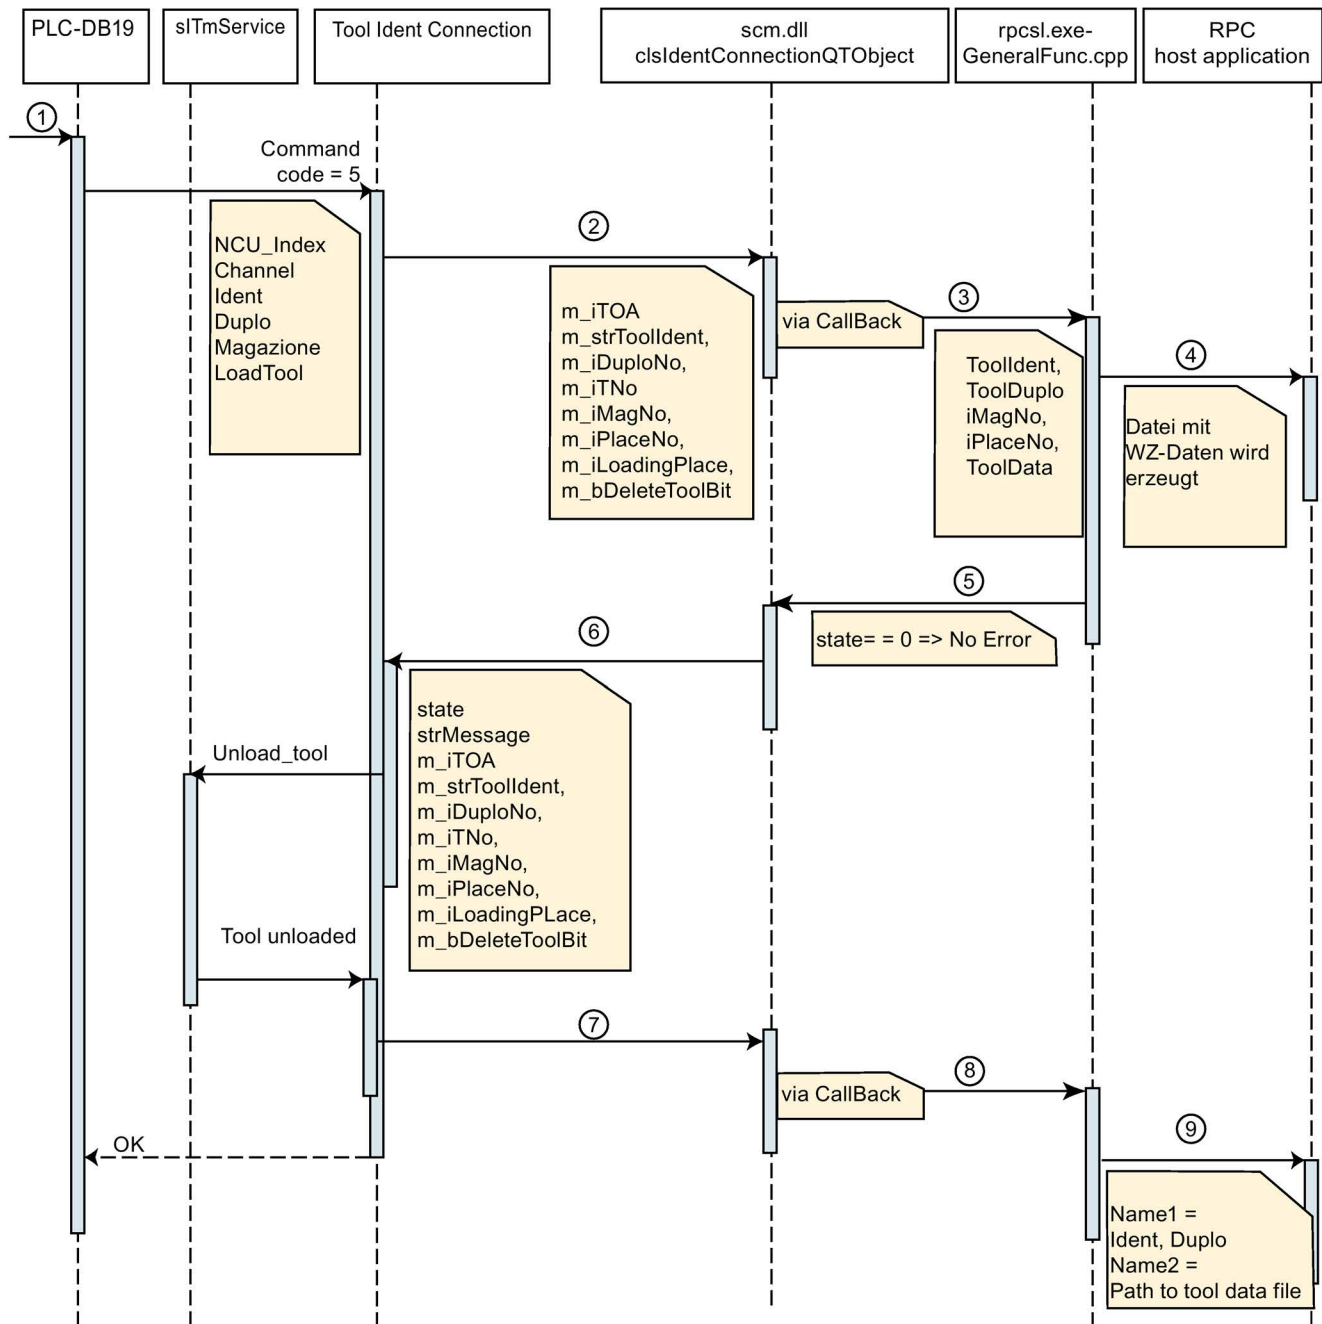 PLC-DB19
slTmService
Tool Ident Connection
scm.dll
clsIdentConnectionQTObject
rpcsl.exe-
GeneralFunc.cpp
RPC
host application
1
Command
code = 5
NCU_Index
Channel
Ident
Duplo
Magazione
LoadTool
2
m_iTOA
m_strToolIdent,
m_iDuploNo,
m_iTNo
m_iMagNo,
m_iPlaceNo,
m_iLoadingPlace,
m_bDeleteToolBit
via CallBack
3
ToolIdent,
ToolDuplo
iMagNo,
iPlaceNo,
ToolData
4
Datei mit
WZ-Daten wird
erzeugt
5
state= = 0 => No Error
6
state
strMessage
m_iTOA
m_strToolIdent,
m_iDuploNo,
m_iTNo,
m_iMagNo,
m_iPlaceNo,
m_iLoadingPLace,
m_bDeleteToolBit
Unload_tool
Tool unloaded
7
via CallBack
8
OK
9
Name1 =
Ident, Duplo
Name2 =
Path to tool data file